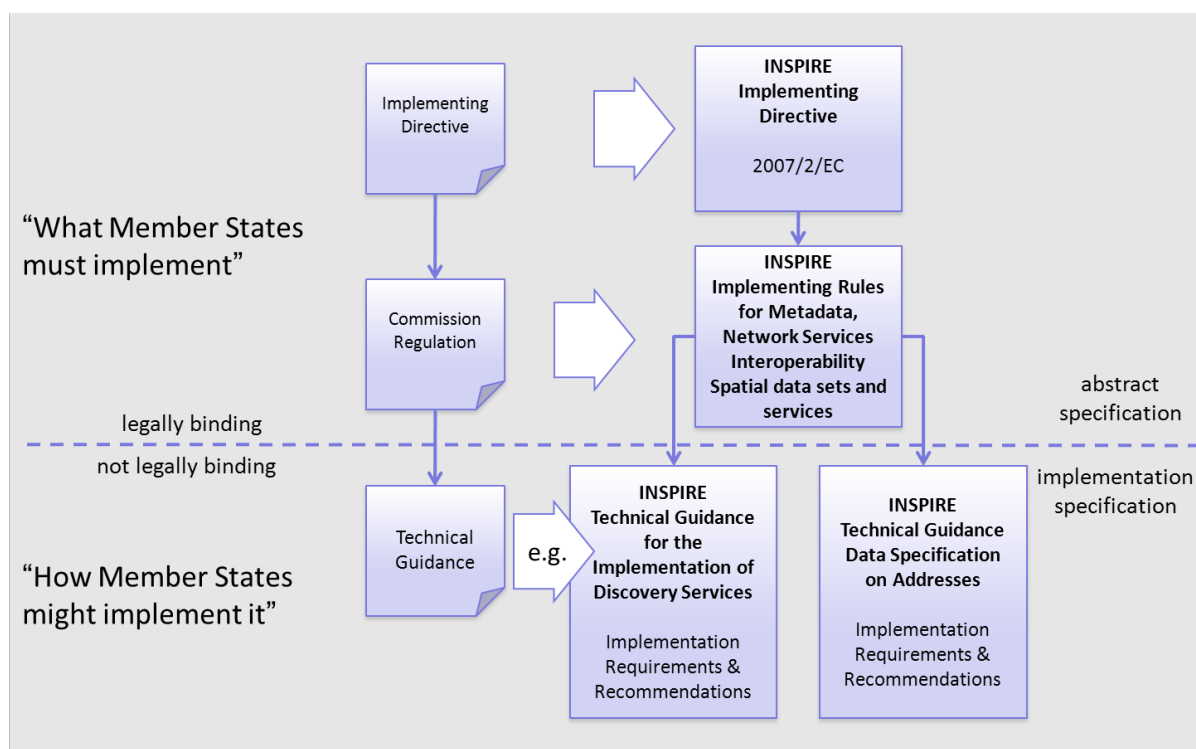 Implementing
Directive
INSPIRE
Implementing
Directive
2007/2/EC
“What Member States
must implement”
Commission
Regulation
INSPIRE
Implementing Rules
for Metadada,
Network Services
Interoperability
Spatial data sets and
services
abstract
specification
legally binding
not legally binding
implementation
specification
“How Member States
might implement it”
Technical
Guidance
e.g.
INSPIRE
Technical Guidance
for the
Implementation of
Discovery Services
Implementation
Requirements &
Recommendations
INSPIRE
Technical Guidance
Data Specification
on Addresses
Implementation
Requirements &
Recommendations